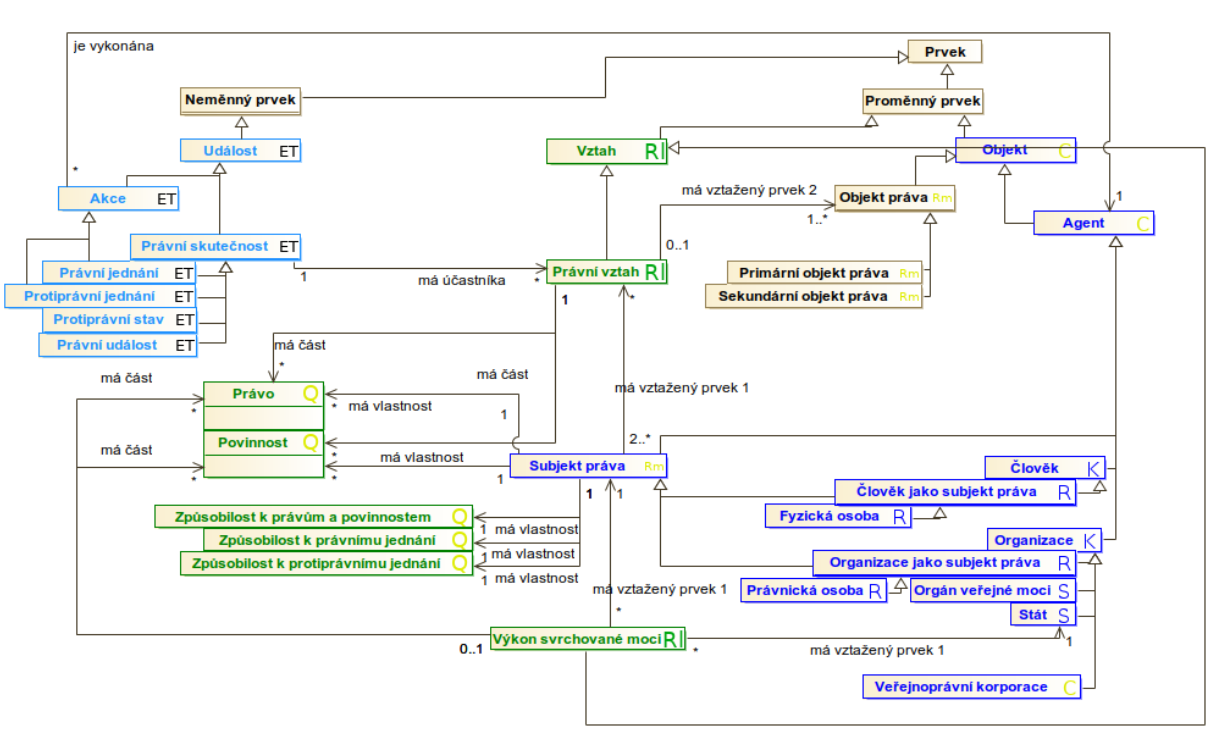 je vykonána
Prvek
Neměnný prvek
Proměnný prvek
Událost ET
Vztah Rl
Objekt C
*
Akce ET
má vztažený prvek 2
Objekt práva Rm
1
1..*
Agent C
Právní skutečnost ET
0..1
Právní jednání ET
1
má účastníka
*
Právní vztah Rl
Primární objekt práva Rm
Protiprávní jednání ET
1
*
Sekundární objekt práva Rm
Protiprávní stav ET
Právní událost ET
má část
*
má část
má část
má vztažený prvek 1
Právo Q
*
*
má vlastnost
1
Povinnost Q
2..*
má část
*
má vlastnost
*
*
Subjekt práva Rm
Člověk K
1
1
1
Člověk jako subjekt práva R
Způsobilost k právům a povinnostem Q
Fyzická osoba R
1
má vlastnost
Způsobilost k právnímu jednání Q
Organizace K
1
má vlastnost
Způsobilost k protiprávnímu jednání Q
Organizace jako subjekt práva R
1
má vlastnost
má vztažený prvek 1
Právnická osoba R
Orgán veřejné moci S
*
Stát S
0..1
Výkon svrchované moci Rl
*
má vztažený prvek 1
1
Veřejnoprávní korporace C